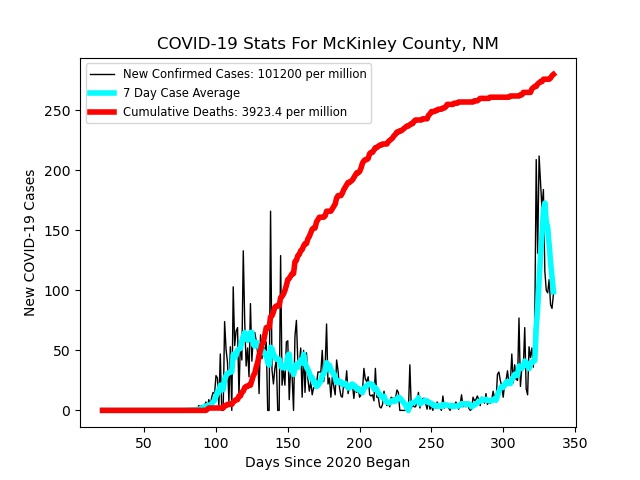 COVID-19 Stats For McKinley County, NM
New Confirmed Cases: 101200 per million
7 Day Case Average
Cumulative Deaths: 3923.4 per million
New COVID-19 Cases
250
200
150
100
50
0
50 100 150 200 250 300 350
Days Since 2020 Began